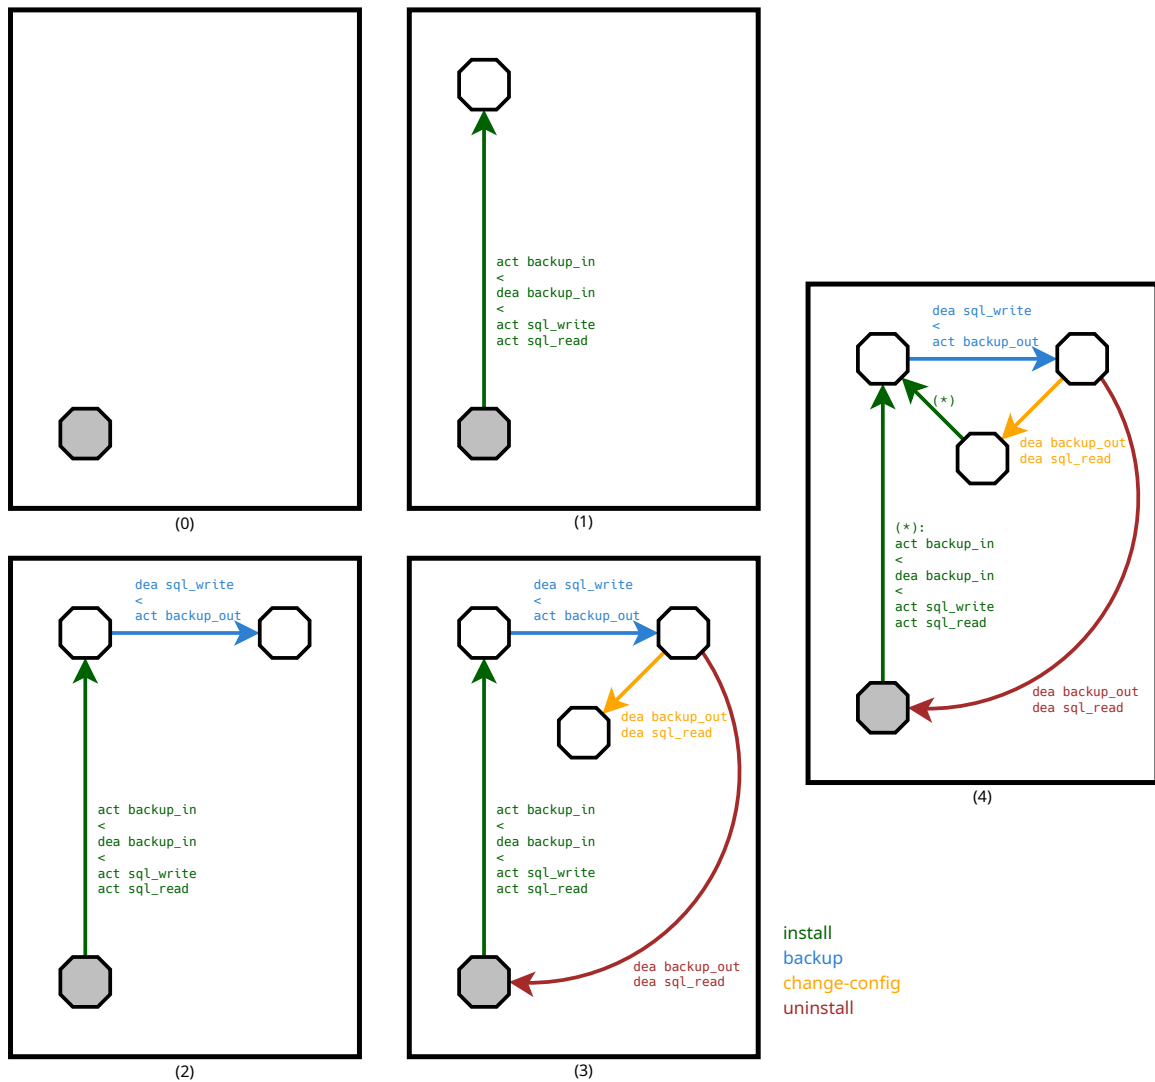 (0)
act backup_in
<
dea backup_in
<
act sql_write
act sql_read
(1)
dea sql_write
<
act backup_out
act backup_in
<
dea backup_in
<
act sql_write
act sql_read
(2)
dea sql_write
<
act backup_out
dea backup_out
dea sql_read
act backup_in
<
dea backup_in
<
act sql_write
act sql_read
dea backup_out
dea sql_read
(3)
dea sql_write
<
act backup_out
(*)
dea backup_out
dea sql_read
(*):
act backup_in
<
dea backup_in
<
act sql_write
act sql_read
dea backup_out
dea sql_read
(4)
install
backup
change-config
uninstall